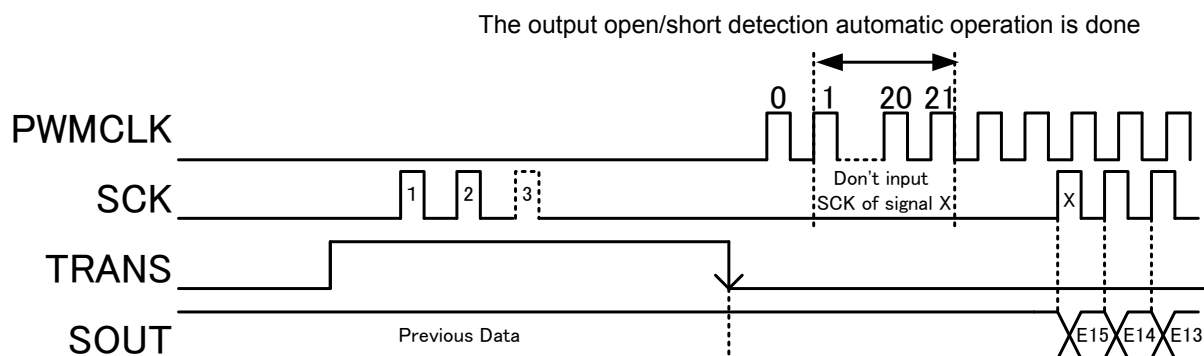 The output open/short detection automatic operation is done
0 1 20 21
PWMCLK
Don't input
SCK of signal X
SCK
1 2 3 X
TRANS
SOUT
Previous Data
E15 E14 E13